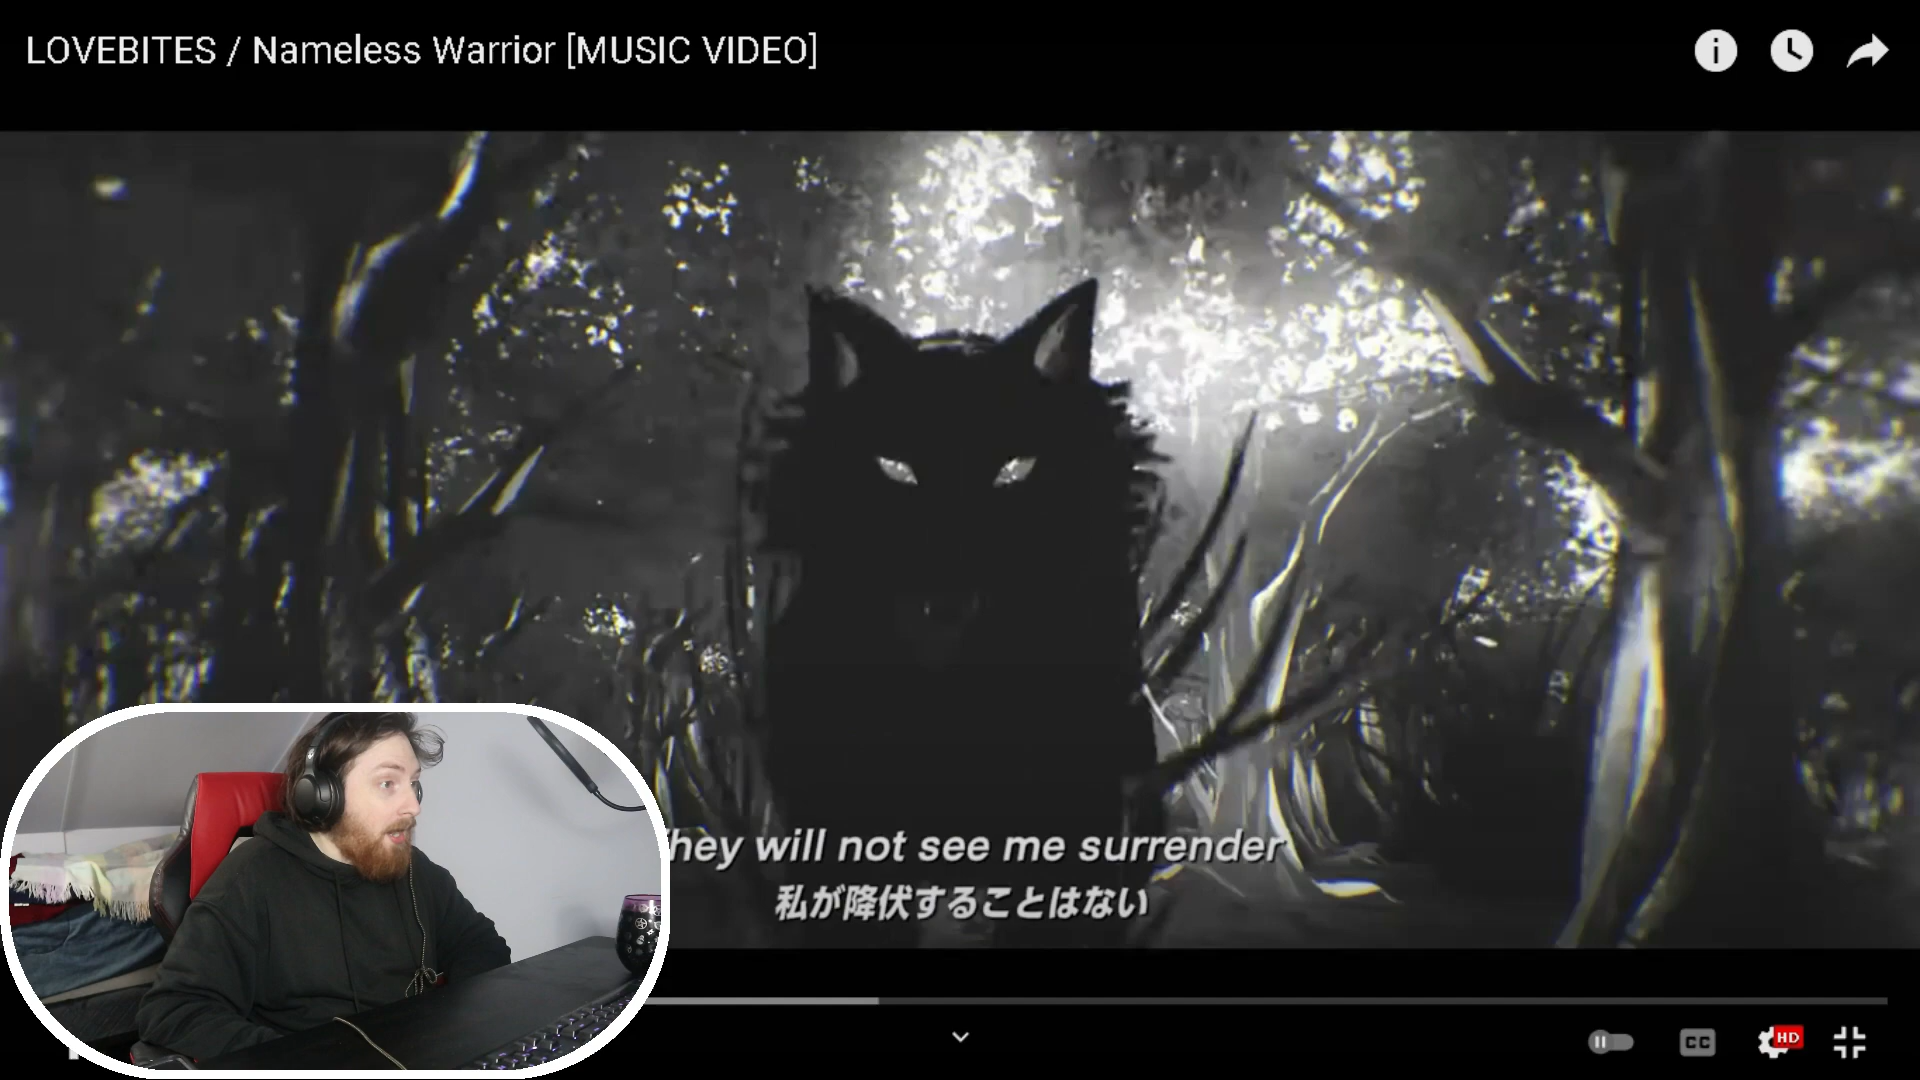 LOVEBITES / Nameless Warrior [MUSIC VIDEO]
hey will not see me surrender
私が降伏することはない
CC
HD